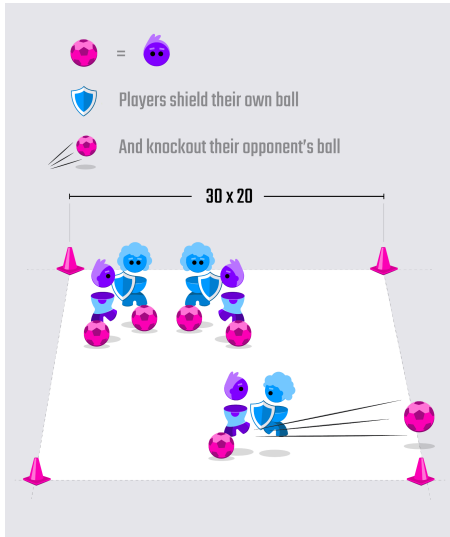 =
Players shield their own ball
And knockout their opponent's ball
30 x 20